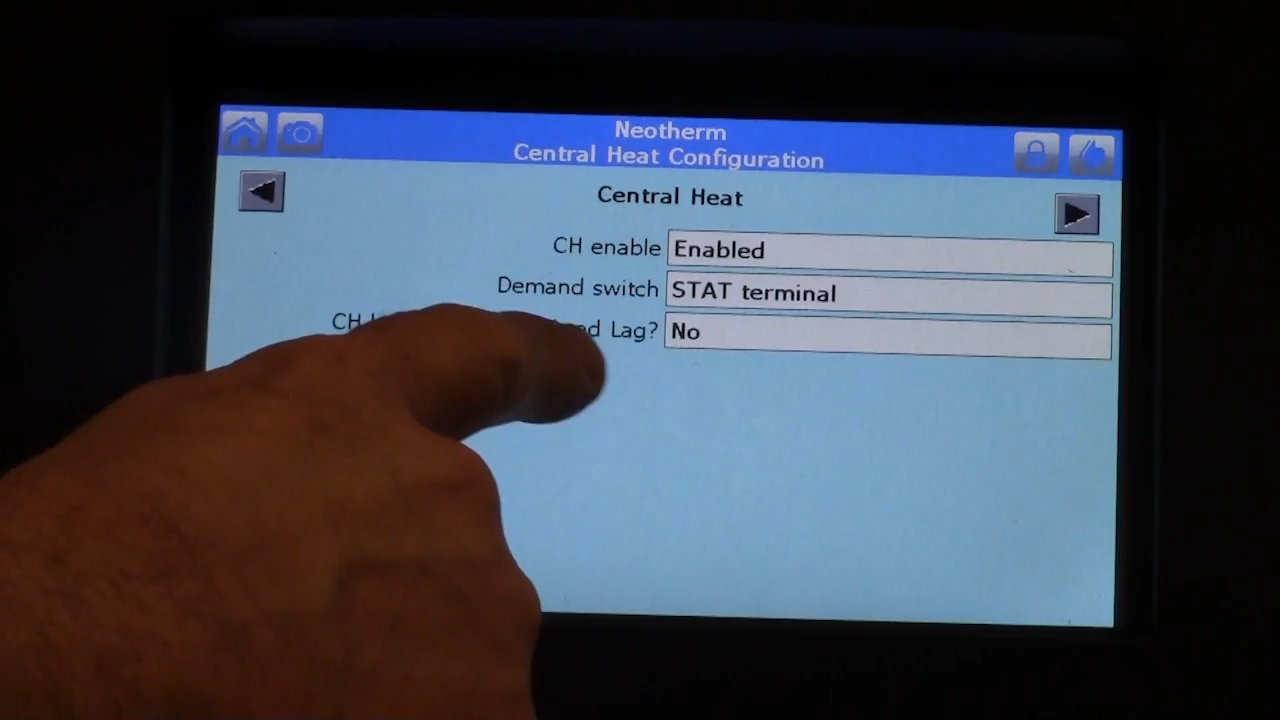 Neotherm
Central Heat Configuration
Central Heat
CH enable Enabled
Demand switch STAT terminal
CH Lag? No